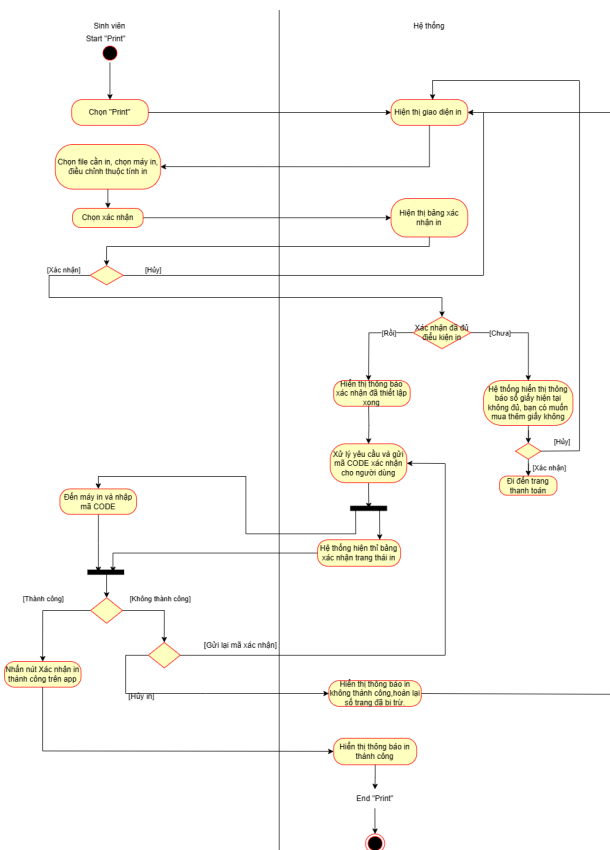 Sinh viên
Start "Print"
Hệ thống
Chọn "Print"
Hiện thị giao diện in
Chọn file cần in, chọn máy in,
điều chỉnh thuộc tính in
Chọn xác nhận
Hiện thị bảng xác
nhận in
[Xác nhận]
[Hủy]
Xác nhận đã đủ
điều kiên in
[Rồi]
[Chưa]
Hiển thị thông báo
xác nhận đã thiết lập
xong
Hệ thống hiển thị thông
báo số giấy hiện tại
không đủ, bạn có muốn
mua thêm giấy không
[Hủy]
Xử lý yêu cầu và gửi
mã CODE xác nhận
cho người dùng
[Xác nhận]
Đi đến trang
thanh toán
Đến máy in và nhập
mã CODE
Hệ thống hiện thỉ bảng
xác nhận trang thái in
[Thành công]
[Không thành công]
[Gửi lại mã xác nhận]
Nhấn nút Xác nhận in
thành công trên app
[Hủy in]
Hiển thị thông báo in
không thành công,hoàn lại
số trang đã bị trừ.
Hiển thị thông báo in
thành công
End "Print"